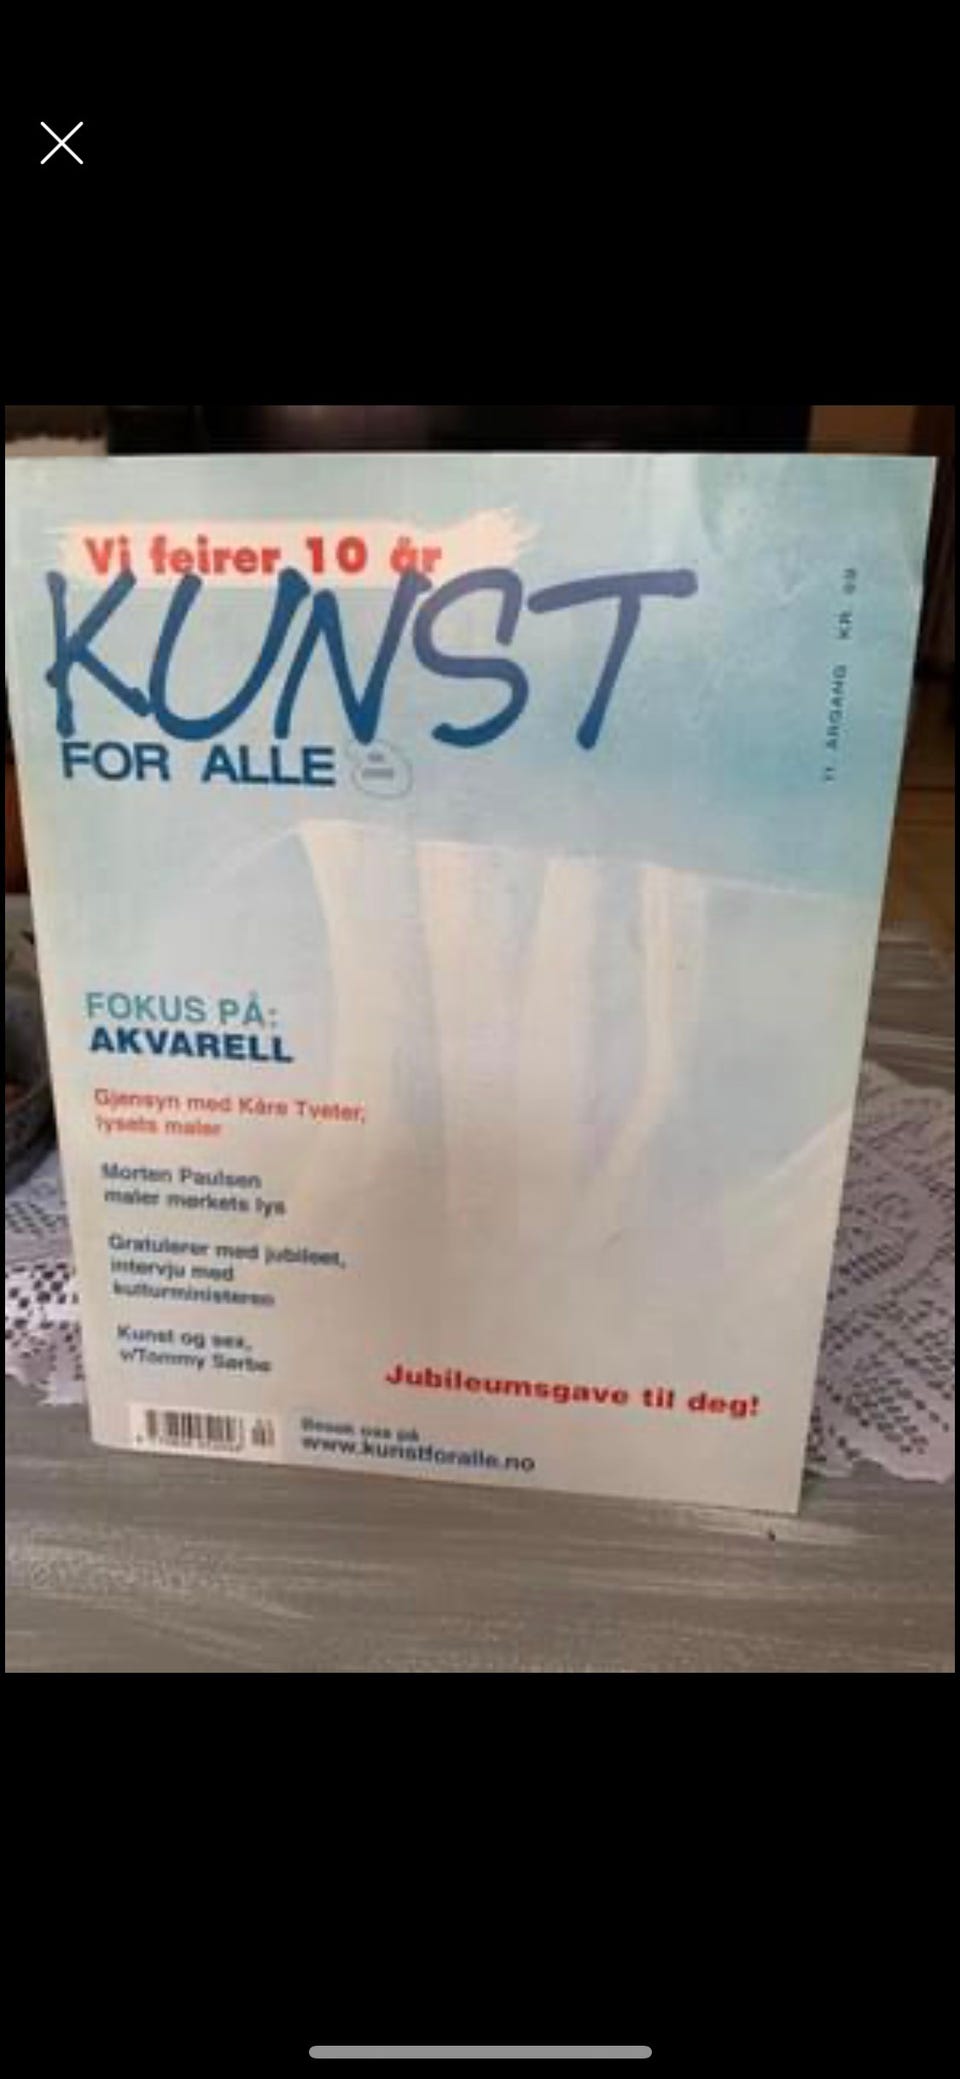 Vi feirer 10 år
KUNST
FOR ALLE
11 ÅRGANG KR
FOKUS PÅ:
AKVARELL
Gjensyn med Kåre Tveter,
lysets maler
Morten Paulsen
maler mørkets lys
Gratulerer med jubileet,
intervju med
kulturministeren
Kunst og sex,
v/Tommy Sørbø
Jubileumsgave til deg!
Besøk oss på
www.kunstforalle.no